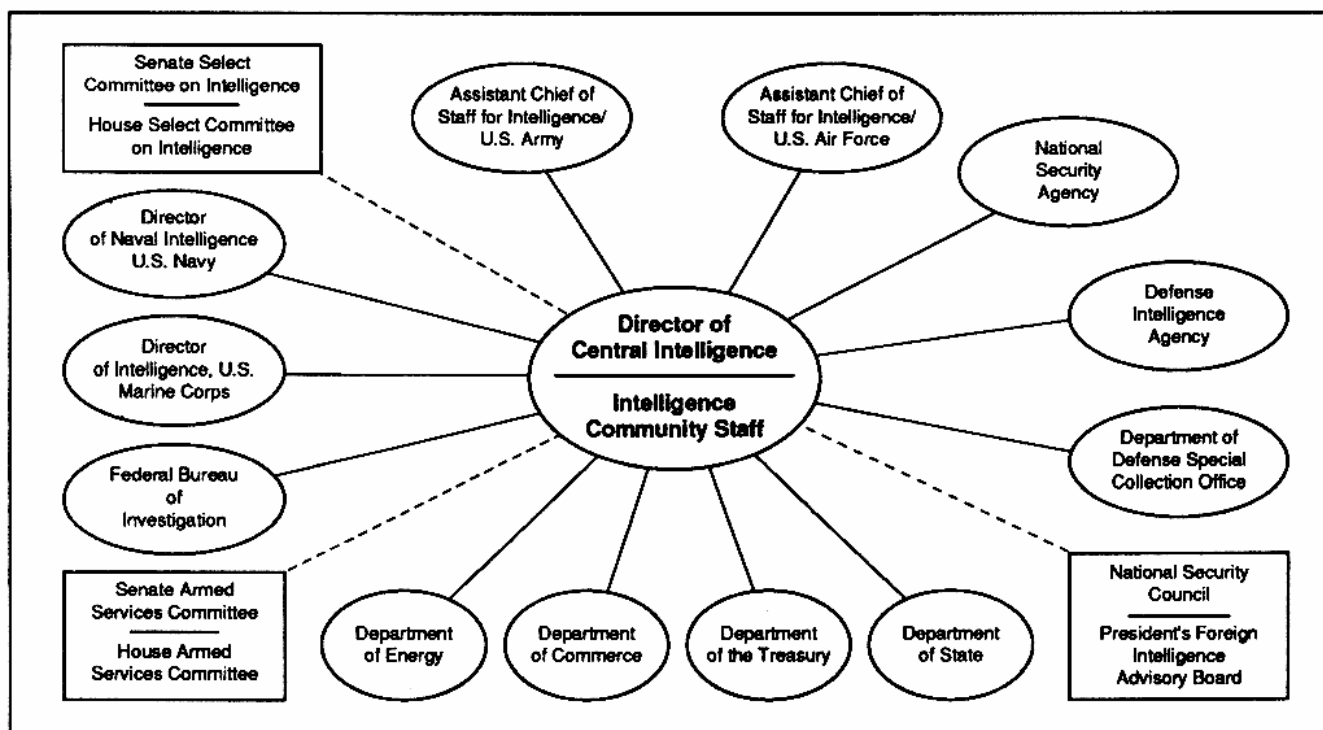 Senate Select
Committee on Intelligence
House Select Committee
on Intelligence
Assistant Chief of
Staff for Intelligence/
U.S. Army
Assistant Chief of
Staff for Intelligence/
U.S. Air Force
National
Security
Agency
Director
of Naval Intelligence
U.S. Navy
Defense
Intelligence
Agency
Director of
Central Intelligence
Intelligence
Community Staff
Director
of Intelligence, U.S.
Marine Corps
Department of
Defense Special
Collection Office
Federal Bureau
of
Investigation
Senate Armed
Services Committee
House Armed
Services Committee
Department
of Energy
Department
of Commerce
Department
of the Treasury
Department
of State
National Security
Council
President's Foreign
Intelligence
Advisory Board